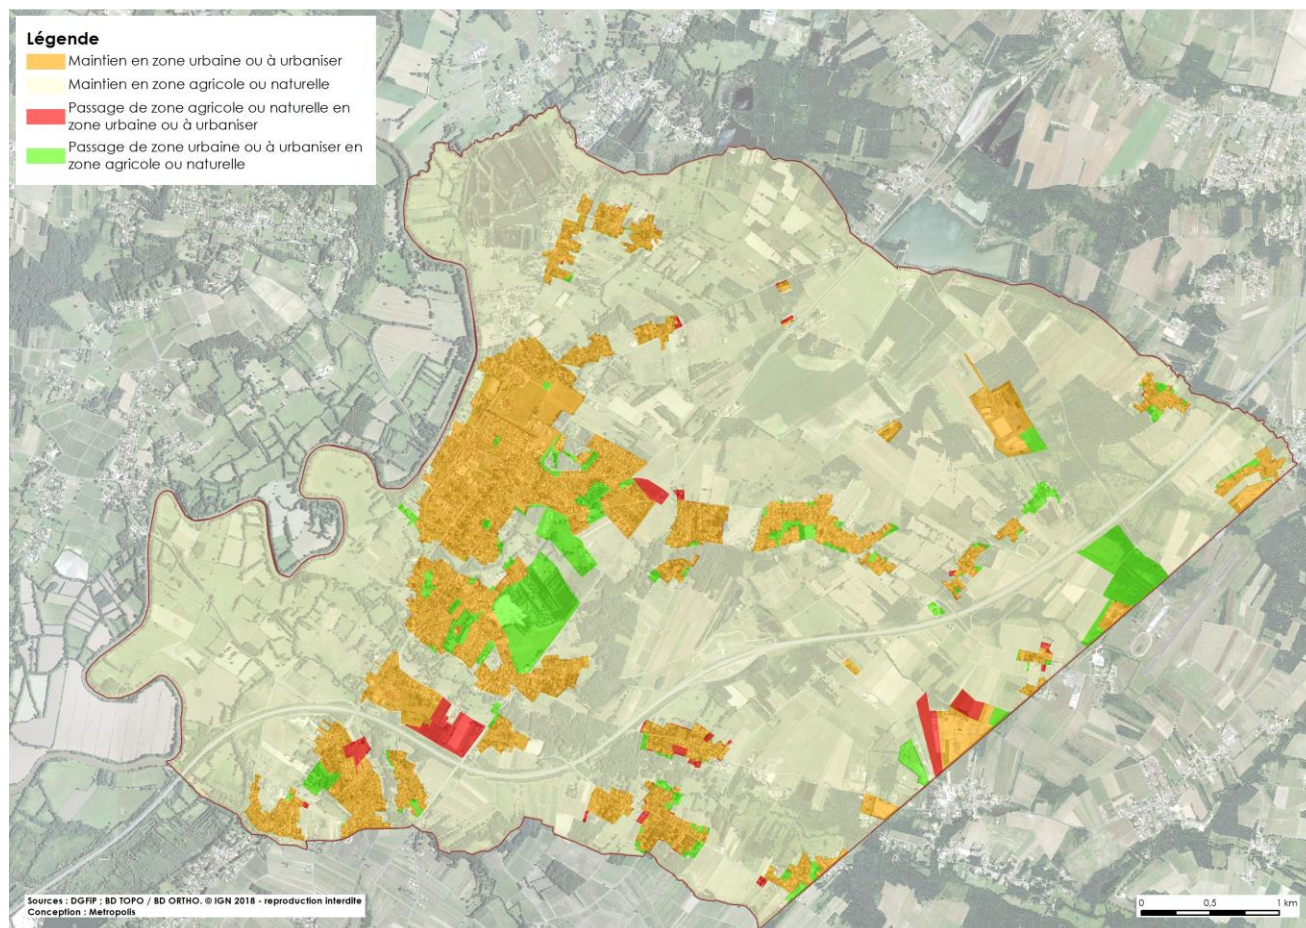 Légende
Maintien en zone urbaine ou à urbaniser
Maintien en zone agricole ou naturelle
Passage de zone agricole ou naturelle en
zone urbaine ou à urbaniser
Passage de zone urbaine ou à urbaniser en
zone agricole ou naturelle
Sources : DGFiP ; BD TOPO / BD ORTHO. © IGN 2018 - reproduction interdite
Conception : Metropolis
0 0,5 1 km